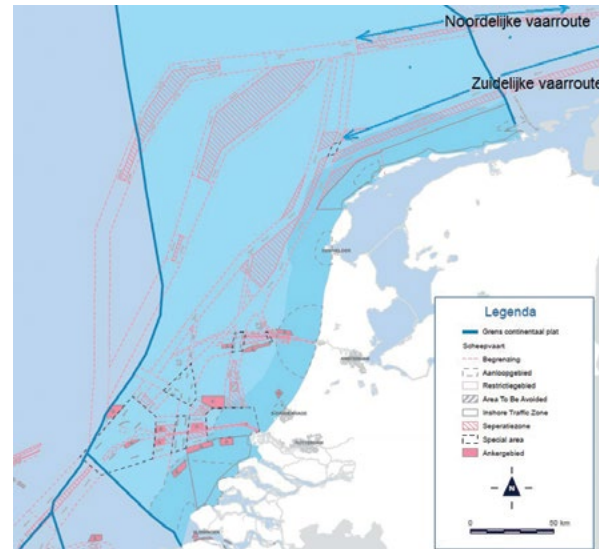 Noordelijke vaarroute
Zuidelijke vaarroute
Legenda
Grens continentaal plat
Scheepvaart
Begrenzing
Aanloopgebied
Restrictiegebied
Area To Be Avoided
Inshore Traffic Zone
Seperatiezone
Special area
Ankergebied
N
0 50 km